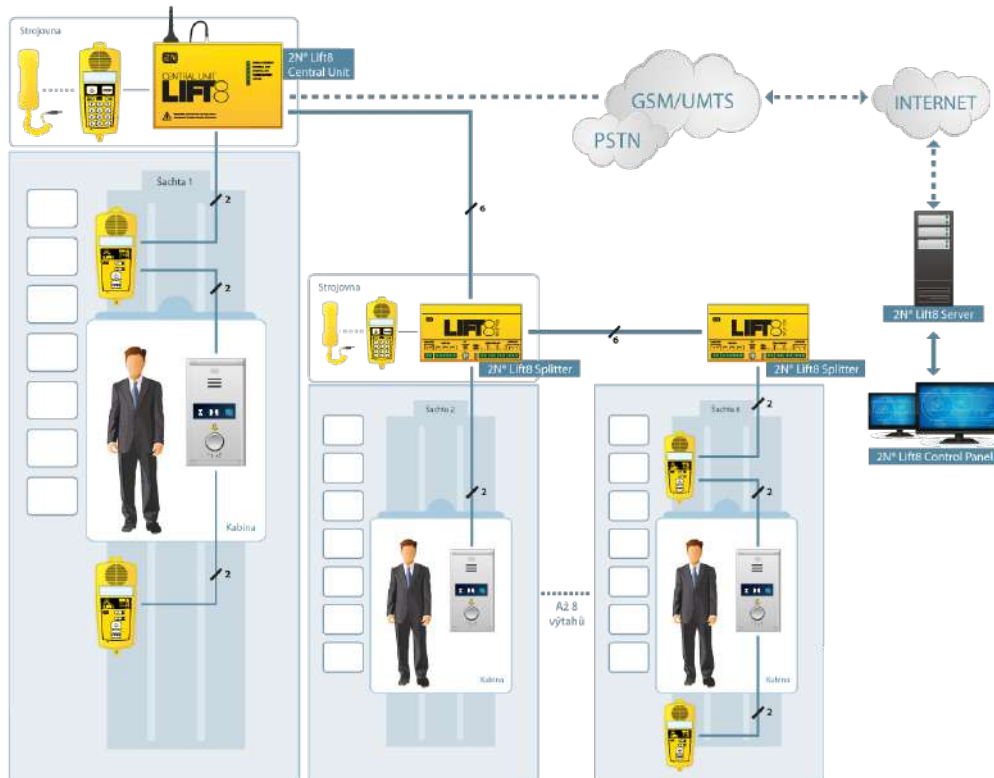 Strojovna
2N
CENTRAL UNIT
LIFT8
2N® Lift8
Central Unit
GSM/UMTS
PSTN
INTERNET
Šachta 1
2
6
2
Strojovna
LIFT8
6
LIFT8
2N® Lift8 Server
2N® Lift8 Splitter
2N® Lift8 Splitter
Šachta 2
2
2N® Lift8 Control Panel
2
2
Kabina
2
Až 8
výtahů
Kabina
Kabina
2